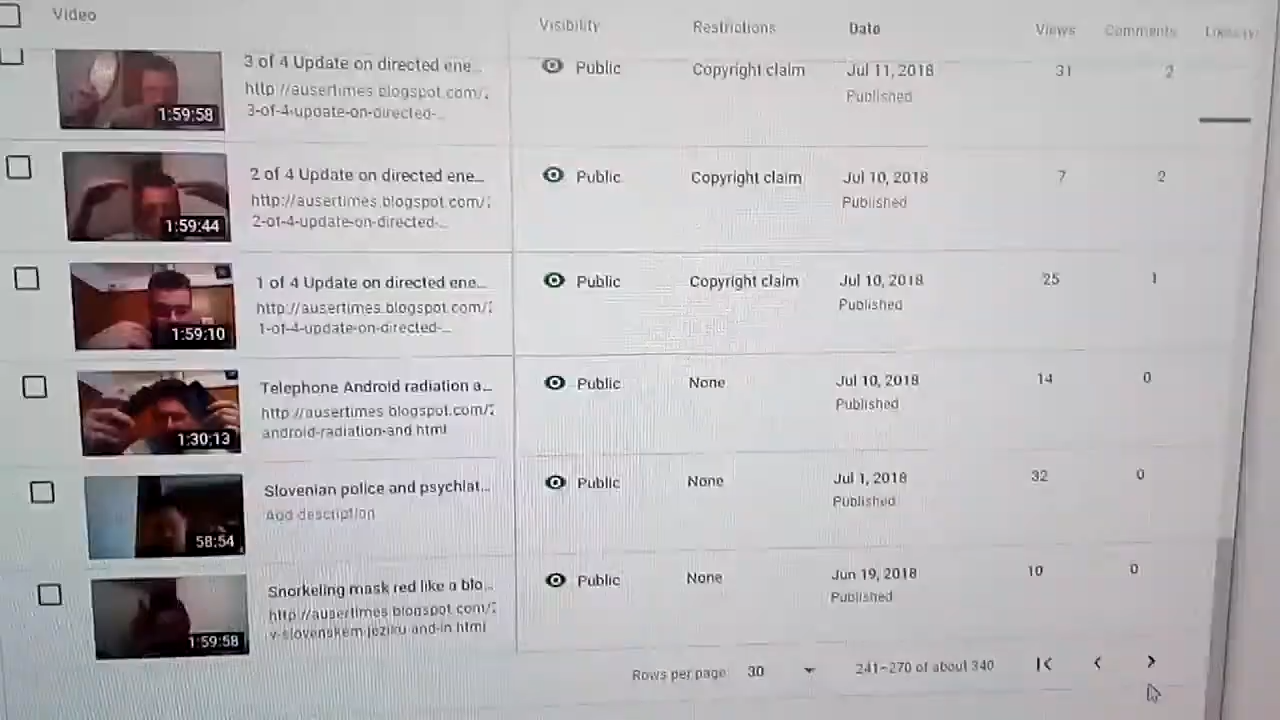 Video Visibility Restrictions Date Views Comments
3 of 4 Update on directed ene... Public Copyright claim Jul 11, 2018 31 2
http://ausertimes.blogspot.com/2 Published
3-of-4-update-on-directed-...
1:59:58
2 of 4 Update on directed ene... Public Copyright claim Jul 10, 2018 7 2
http://ausertimes.blogspot.com/2 Published
2-of-4-update-on-directed-...
1:59:44
1 of 4 Update on directed ene... Public Copyright claim Jul 10, 2018 25 1
http://ausertimes.blogspot.com/2 Published
1-of-4-update-on-directed-...
1:59:10
Telephone Android radiation a... Public None Jul 10, 2018 14 0
http://ausertimes.blogspot.com/2 Published
android-radiation-and.html
1:30:13
Slovenian police and psychiat... Public None Jul 1, 2018 32 0
Add description Published
58:54
Snorkeling mask red like a blo... Public None Jun 19, 2018 10 0
http://ausertimes.blogspot.com/2 Published
v-slovenskem-jeziku-and-in.html
1:59:58
Rows per page: 30 241–270 of about 340